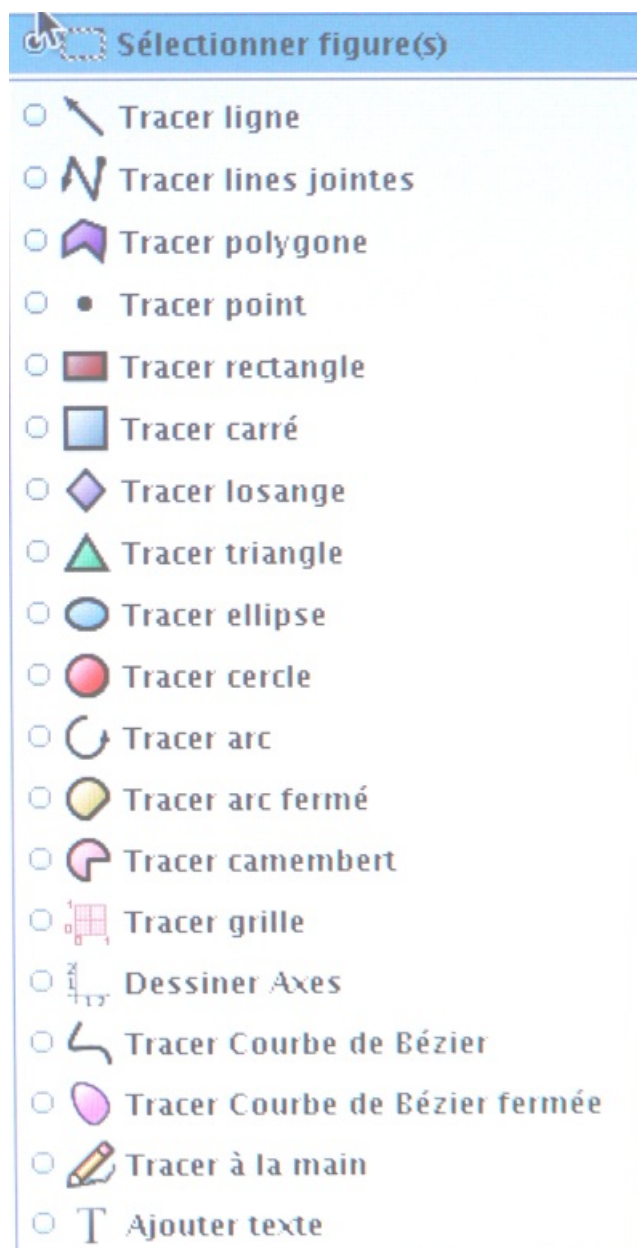 Sélectionner figure(s)
Tracer ligne
Tracer lines jointes
Tracer polygone
Tracer point
Tracer rectangle
Tracer carré
Tracer losange
Tracer triangle
Tracer ellipse
Tracer cercle
Tracer arc
Tracer arc fermé
Tracer camembert
Tracer grille
Dessiner Axes
Tracer Courbe de Bézier
Tracer Courbe de Bézier fermée
Tracer à la main
Ajouter texte